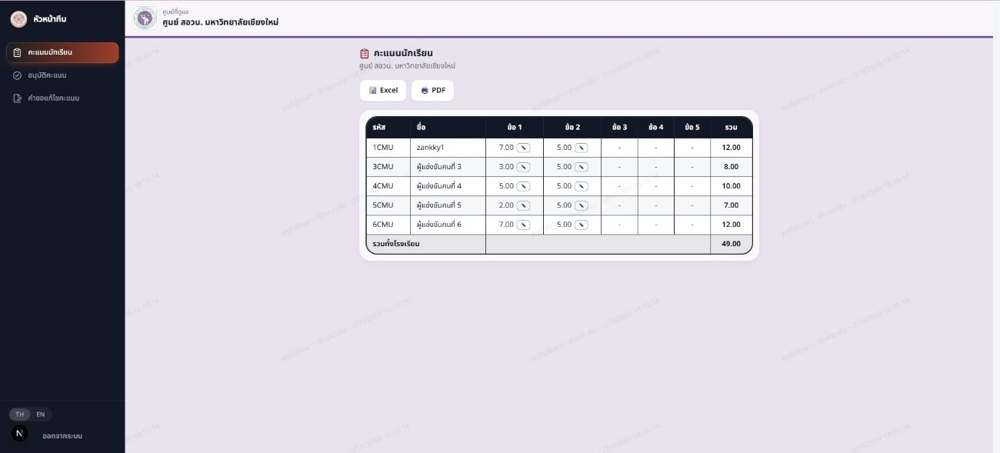 หัวหน้าทีม
คะแนนนักเรียน
อนุมัติคะแนน
คำขอแก้ไขคะแนน
TH EN
N
ออกจากระบบ
ศูนย์ที่ดูแล
ศูนย์ สอวน. มหาวิทยาลัยเชียงใหม่
คะแนนนักเรียน
ศูนย์ สอวน. มหาวิทยาลัยเชียงใหม่
Excel PDF
รหัส ชื่อ ข้อ 1 ข้อ 2 ข้อ 3 ข้อ 4 ข้อ 5 รวม
1CMU zankky1 7.00 5.00 - - - 12.00
3CMU ผู้แข่งขันคนที่ 3 3.00 5.00 - - - 8.00
4CMU ผู้แข่งขันคนที่ 4 5.00 5.00 - - - 10.00
5CMU ผู้แข่งขันคนที่ 5 2.00 5.00 - - - 7.00
6CMU ผู้แข่งขันคนที่ 6 7.00 5.00 - - - 12.00
รวมทั้งโรงเรียน 49.00